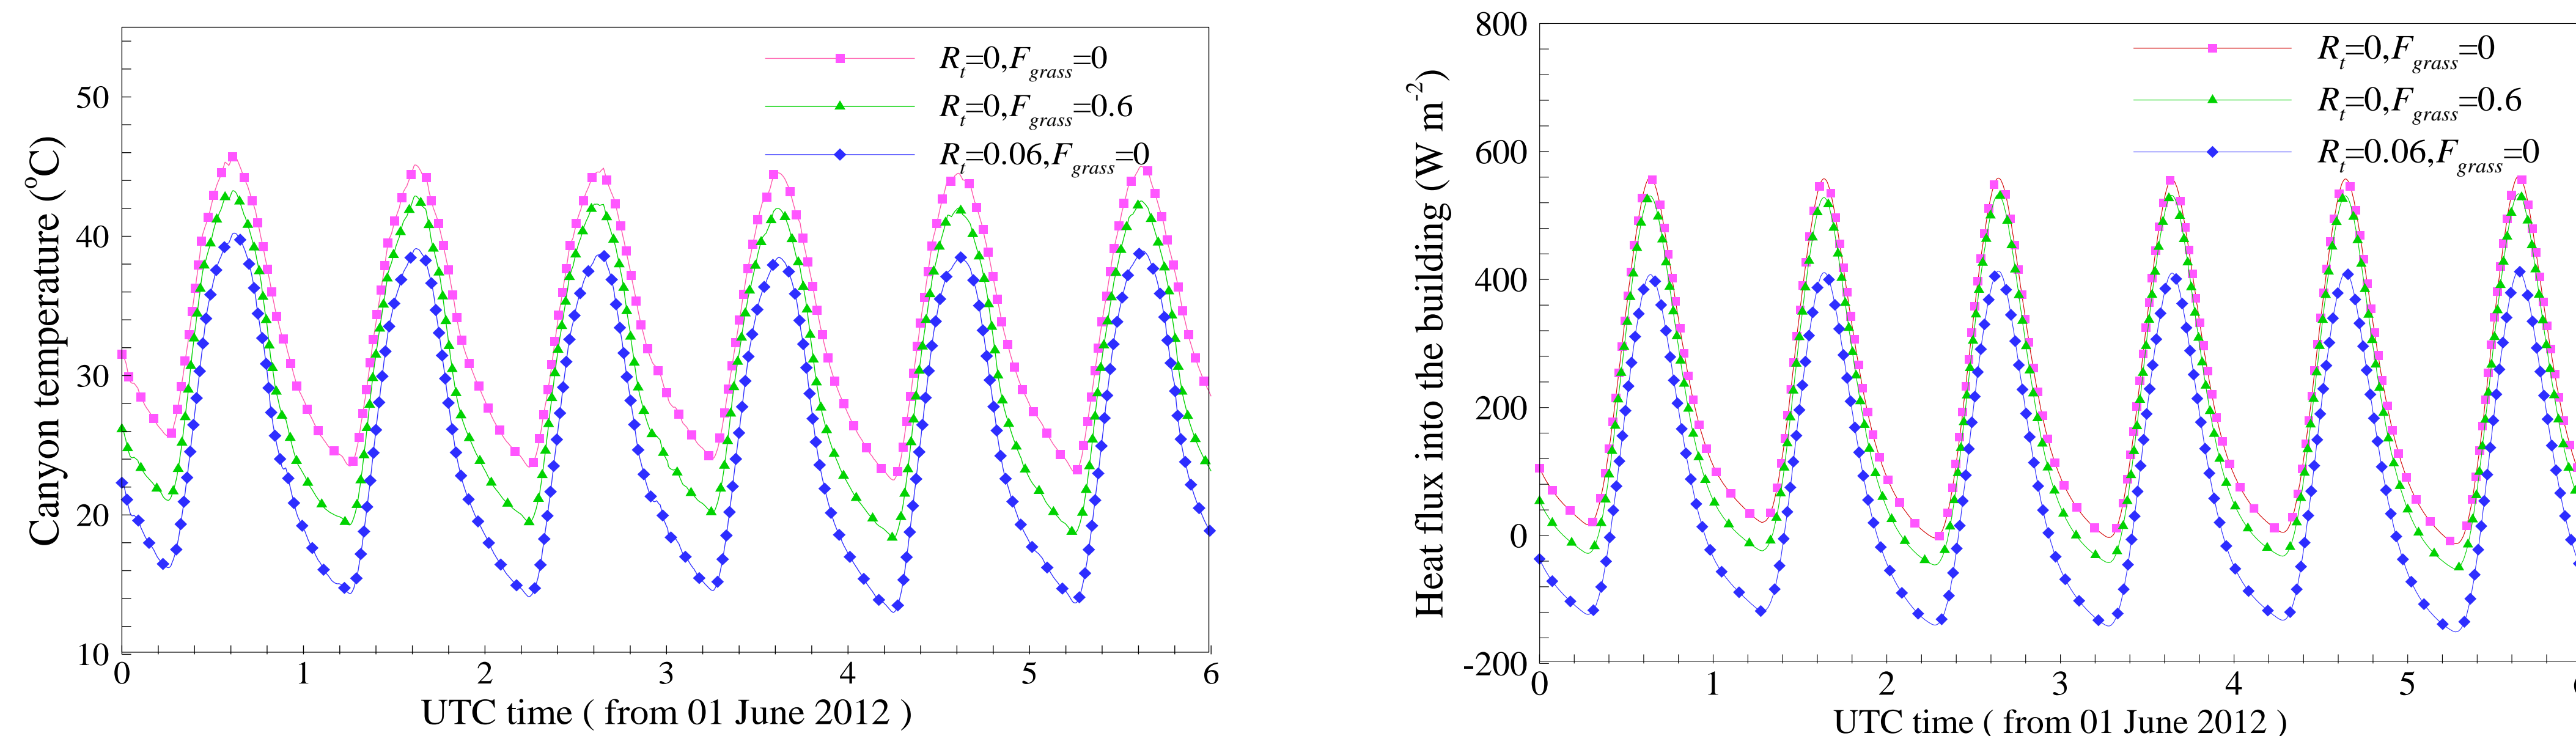 50
40
30
20
10
0 1 2 3 4 5 6
Canyon temperature (°C)
UTC time ( from 01 June 2012 )
Rt=0,Fgrass=0
Rt=0,Fgrass=0.6
Rt=0.06,Fgrass=0
800
600
400
200
0
-200
0 1 2 3 4 5
Heat flux into the building (W m-2)
UTC time ( from 01 June 2012 )
Rt=0,Fgrass=0
Rt=0,Fgrass=0.6
Rt=0.06,Fgrass=0